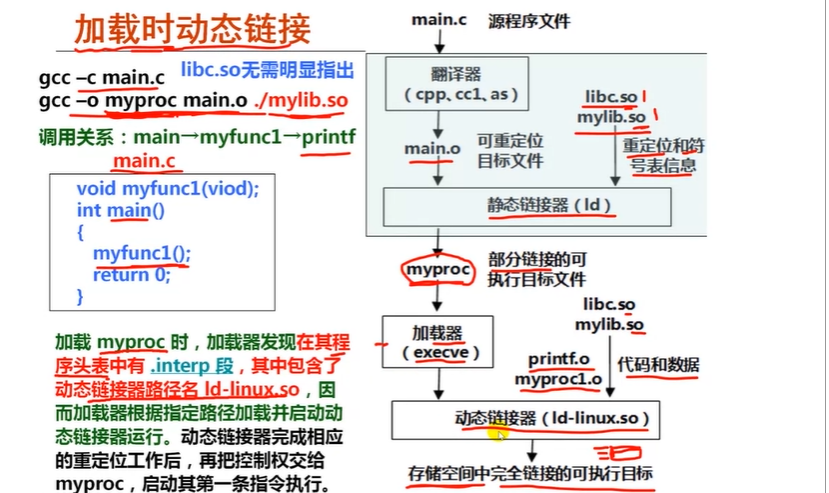 加载时动态链接
gcc –c main.c libc.so无需明显指出
gcc –o myproc main.o ./mylib.so
调用关系：main→myfunc1→printf
main.c
void myfunc1(viod);
int main()
{
myfunc1();
return 0;
}
加载 myproc 时，加载器发现在其程
序头表中有 .interp 段，其中包含了
动态链接器路径名 ld-linux.so，因
而加载器根据指定路径加载并启动动
态链接器运行。动态链接器完成相应
的重定位工作后，再把控制权交给
myproc，启动其第一条指令执行。
main.c 源程序文件
翻译器
（cpp、cc1、as）
libc.so
mylib.so
main.o
可重定位
目标文件
重定位和符
号表信息
静态链接器（ld）
myproc
部分链接的可
执行目标文件
libc.so
mylib.so
加载器
（execve）
printf.o
myproc1.o
代码和数据
动态链接器（ld-linux.so）
存储空间中完全链接的可执行目标